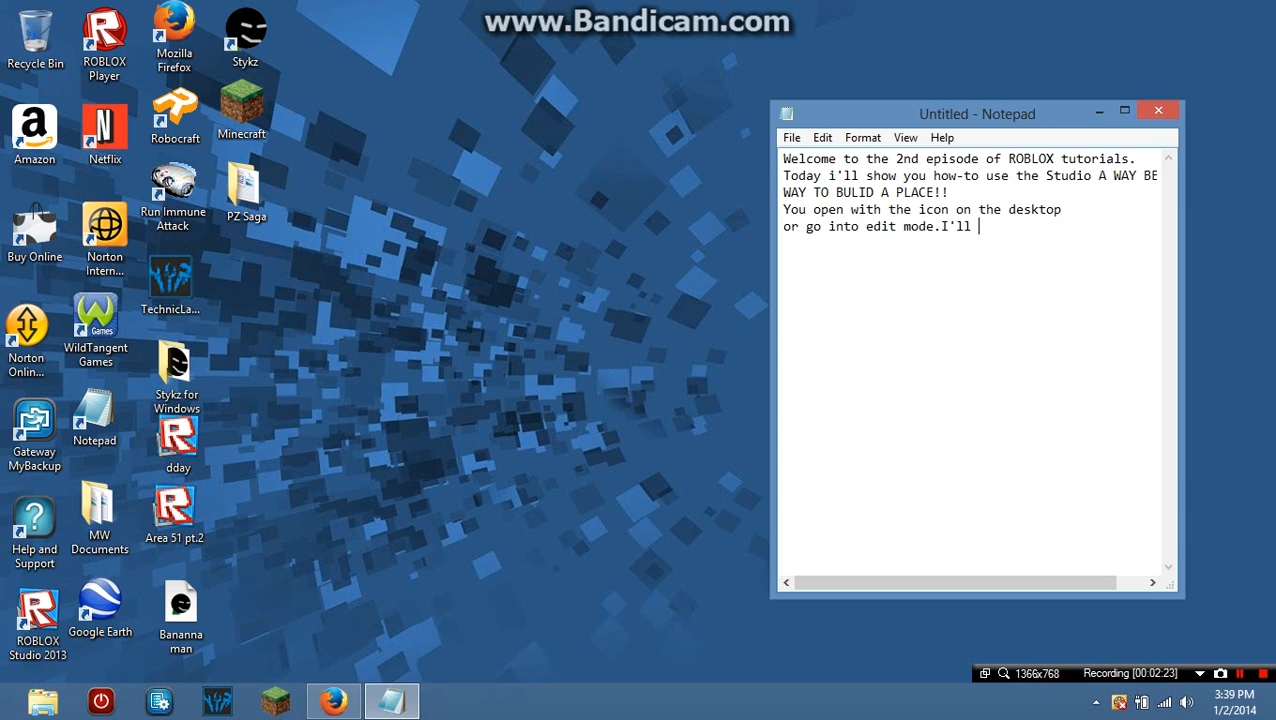 www.Bandicam.com
Recycle Bin
ROBLOX
Player
Mozilla
Firefox
Stykz
Amazon
Netflix
Robocraft
Minecraft
Buy Online
Norton
Intern...
Run Immune
Attack
PZ Saga
Norton
Onlin...
WildTangent
Games
Games
TechnicLa...
Gateway
MyBackup
Notepad
Stykz for
Windows
dday
Help and
Support
MW
Documents
Area 51 pt.2
ROBLOX
Studio 2013
Google Earth
Bananna
man
Untitled - Notepad
File Edit Format View Help
Welcome to the 2nd episode of ROBLOX tutorials.
Today i'll show you how-to use the Studio A WAY BE
WAY TO BULID A PLACE!!
You open with the icon on the desktop
or go into edit mode.I'll
1366x768 Recording [00:02:23]
3:39 PM
1/2/2014